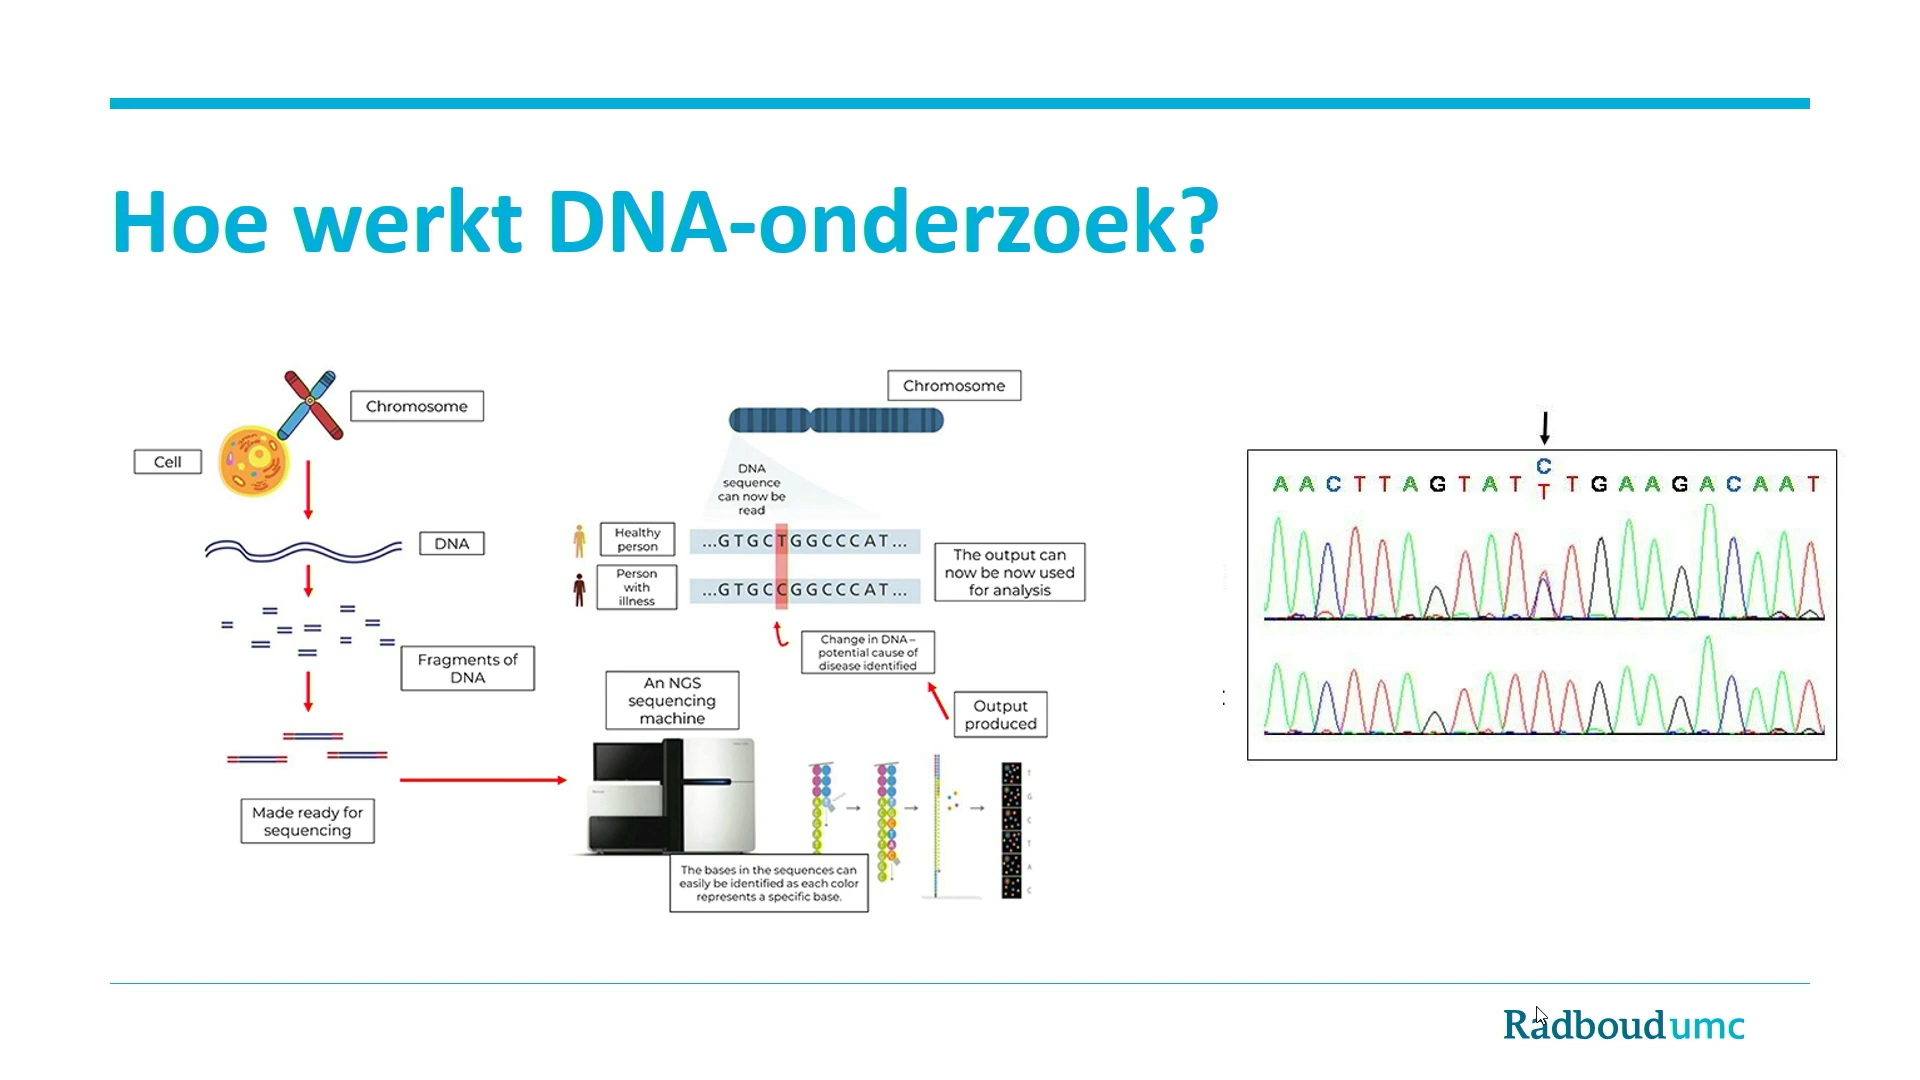 Hoe werkt DNA-onderzoek?
Chromosome
Cell
DNA
Fragments of
DNA
Made ready for
sequencing
Chromosome
DNA
sequence
can now be
read
Healthy
person
...GTGCTGGCCCAT...
Person
with
illness
...GTGCCGGCCCAT...
The output can
now be now used
for analysis
Change in DNA –
potential cause of
disease identified
An NGS
sequencing
machine
Output
produced
The bases in the sequences can
easily be identified as each color
represents a specific base.
T
G
C
T
A
C
C
A A C T T A G T A T T T G A A G A C A A T
Radboudumc